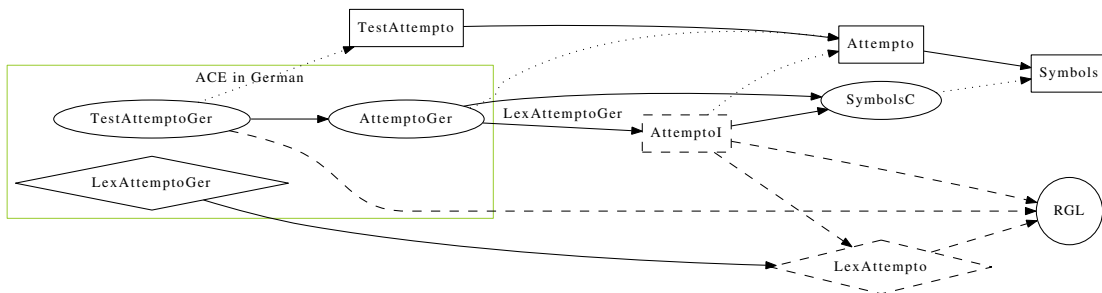 TestAttempto
Attempto
Symbols
ACE in German
TestAttemptoGer
AttemptoGer
LexAttemptoGer
AttemptoI
SymbolsC
LexAttemptoGer
RGL
LexAttempto